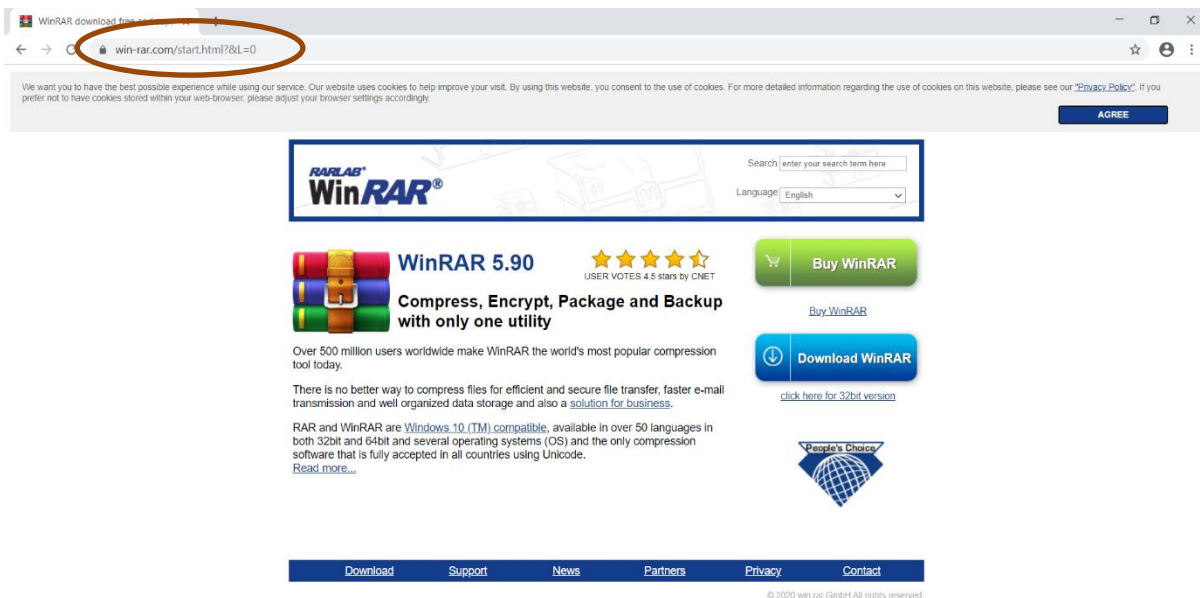 WinRAR download free and
win-rar.com/start.html?&L=0
We want you to have the best possible experience while using our service. Our website uses cookies to help improve your visit. By using this website, you consent to the use of cookies. For more detailed information regarding the use of cookies on this website, please see our "Privacy Policy". If you
prefer not to have cookies stored within your web-browser, please adjust your browser settings accordingly.
AGREE
RARLAB®
WinRAR®
Search enter your search term here
Language English
WinRAR 5.90
USER VOTES 4.5 stars by CNET
Compress, Encrypt, Package and Backup
with only one utility
Over 500 million users worldwide make WinRAR the world's most popular compression
tool today.
There is no better way to compress files for efficient and secure file transfer, faster e-mail
transmission and well organized data storage and also a solution for business.
RAR and WinRAR are Windows 10 (TM) compatible, available in over 50 languages in
both 32bit and 64bit and several operating systems (OS) and the only compression
software that is fully accepted in all countries using Unicode.
Read more...
Buy WinRAR
Buy WinRAR
Download WinRAR
click here for 32bit version
People's Choice
Download Support News Partners Privacy Contact
© 2020 win.rar GmbH All rights reserved